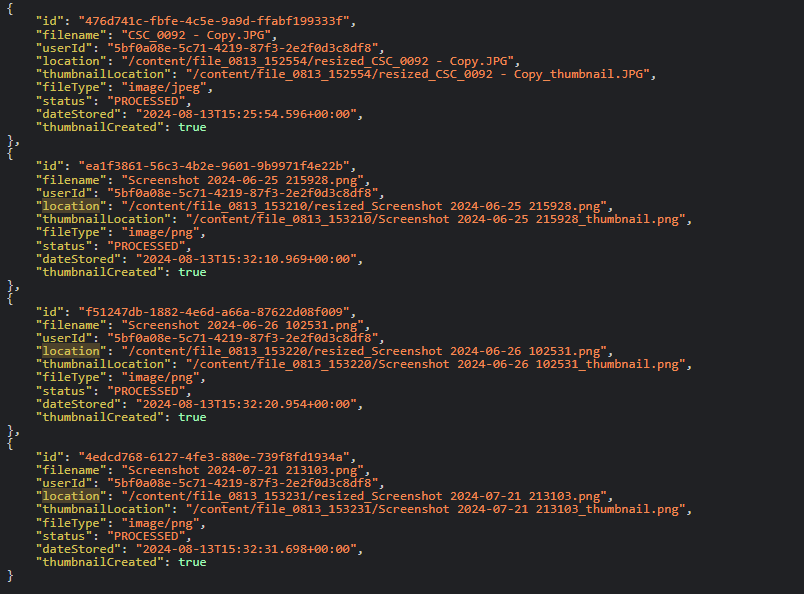 {
    "id": "476d741c-fbfe-4c5e-9a9d-ffabf199333f",
    "filename": "CSC_0092 - Copy.JPG",
    "userId": "5bf0a08e-5c71-4219-87f3-2e2f0d3c8df8",
    "location": "/content/file_0813_152554/resized_CSC_0092 - Copy.JPG",
    "thumbnailLocation": "/content/file_0813_152554/resized_CSC_0092 - Copy_thumbnail.JPG",
    "fileType": "image/jpeg",
    "status": "PROCESSED",
    "dateStored": "2024-08-13T15:25:54.596+00:00",
    "thumbnailCreated": true
},
{
    "id": "ea1f3861-56c3-4b2e-9601-9b9971f4e22b",
    "filename": "Screenshot 2024-06-25 215928.png",
    "userId": "5bf0a08e-5c71-4219-87f3-2e2f0d3c8df8",
    "location": "/content/file_0813_153210/resized_Screenshot 2024-06-25 215928.png",
    "thumbnailLocation": "/content/file_0813_153210/Screenshot 2024-06-25 215928_thumbnail.png",
    "fileType": "image/png",
    "status": "PROCESSED",
    "dateStored": "2024-08-13T15:32:10.969+00:00",
    "thumbnailCreated": true
},
{
    "id": "f51247db-1882-4e6d-a66a-87622d08f009",
    "filename": "Screenshot 2024-06-26 102531.png",
    "userId": "5bf0a08e-5c71-4219-87f3-2e2f0d3c8df8",
    "location": "/content/file_0813_153220/resized_Screenshot 2024-06-26 102531.png",
    "thumbnailLocation": "/content/file_0813_153220/Screenshot 2024-06-26 102531_thumbnail.png",
    "fileType": "image/png",
    "status": "PROCESSED",
    "dateStored": "2024-08-13T15:32:20.954+00:00",
    "thumbnailCreated": true
},
{
    "id": "4edcd768-6127-4fe3-880e-739f8fd1934a",
    "filename": "Screenshot 2024-07-21 213103.png",
    "userId": "5bf0a08e-5c71-4219-87f3-2e2f0d3c8df8",
    "location": "/content/file_0813_153231/resized_Screenshot 2024-07-21 213103.png",
    "thumbnailLocation": "/content/file_0813_153231/Screenshot 2024-07-21 213103_thumbnail.png",
    "fileType": "image/png",
    "status": "PROCESSED",
    "dateStored": "2024-08-13T15:32:31.698+00:00",
    "thumbnailCreated": true
}